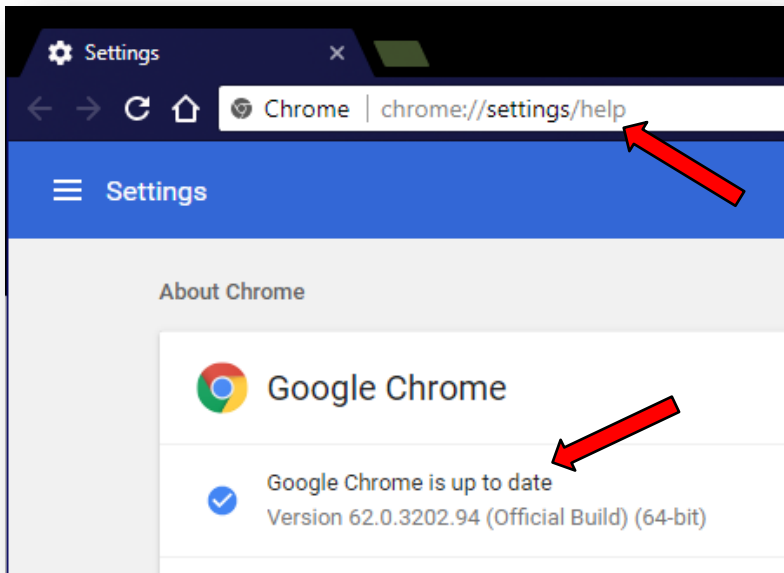 Settings
Chrome | chrome://settings/help
Settings
About Chrome
Google Chrome
Google Chrome is up to date
Version 62.0.3202.94 (Official Build) (64-bit)